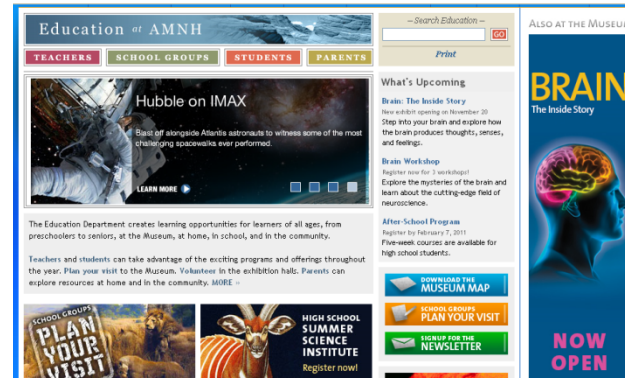 Education at AMNH
– Search Education –
GO
Print
TEACHERS
SCHOOL GROUPS
STUDENTS
PARENTS
Hubble on IMAX
Blast off alongside Atlantis astronauts to witness some of the most
challenging spacewalks ever performed.
LEARN MORE
The Education Department creates learning opportunities for learners of all ages, from
preschoolers to seniors, at the Museum, at home, in school, and in the community.
Teachers and students can take advantage of the exciting programs and offerings throughout
the year. Plan your visit to the Museum. Volunteer in the exhibition halls. Parents can
explore resources at home and in the community. MORE »
SCHOOL GROUPS
PLAN
YOUR
VISIT
HIGH SCHOOL
SUMMER
SCIENCE
INSTITUTE
Register now!
What's Upcoming
Brain: The Inside Story
New exhibit opening on November 20
Step into your brain and explore how
the brain produces thoughts, senses,
and feelings.
Brain Workshop
Register now for 3 workshops!
Explore the mysteries of the brain and
learn about the cutting-edge field of
neuroscience.
After-School Program
Register by February 7, 2011
Five-week courses are available for
high school students.
DOWNLOAD THE
MUSEUM MAP
SCHOOL GROUPS
PLAN YOUR VISIT
SIGNUP FOR THE
NEWSLETTER
ALSO AT THE MUSEU
BRAIN
The Inside Story
NOW
OPEN